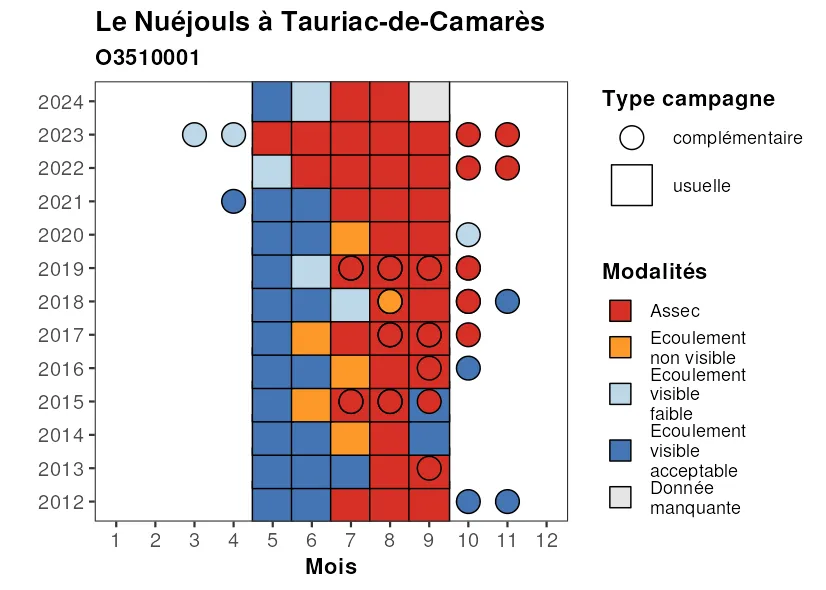 Le Nuéjouls à Tauriac-de-Camarès
O3510001
2024
2023
2022
2021
2020
2019
2018
2017
2016
2015
2014
2013
2012
1 2 3 4 5 6 7 8 9 10 11 12
Mois
Type campagne
complémentaire
usuelle
Modalités
Assec
Ecoulement
non visible
Ecoulement
visible
faible
Ecoulement
visible
acceptable
Donnée
manquante